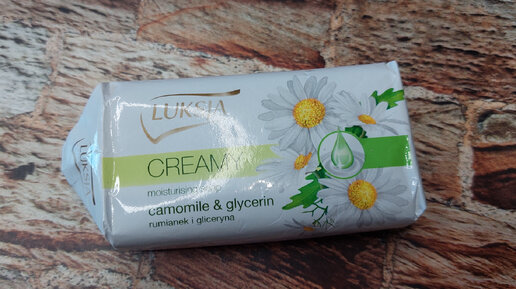 LUKSJA
CREAMY
moisturising soap
camomile & glycerin
rumianek i gliceryna